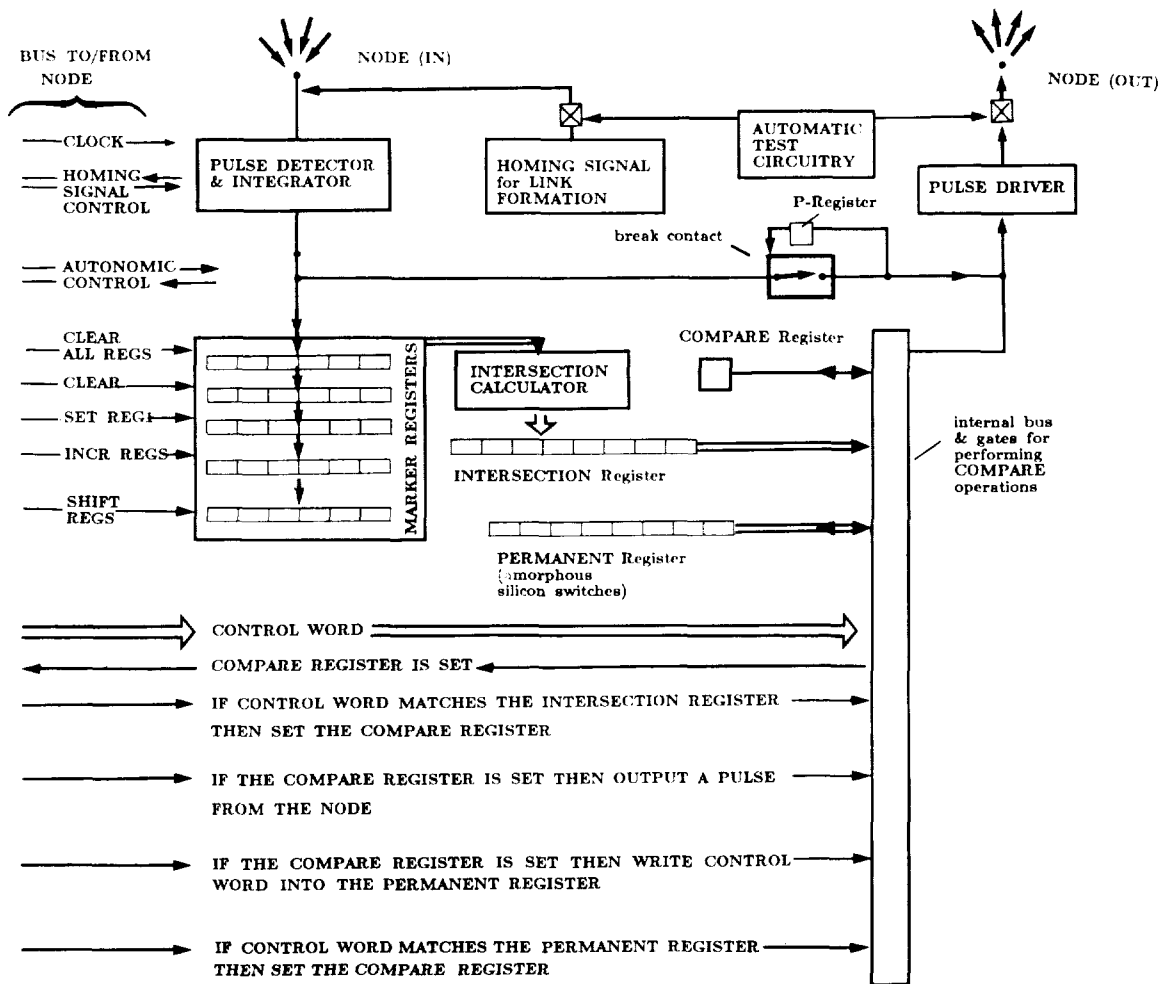 BUS TO/FROM
NODE
NODE (IN)
NODE (OUT)
CLOCK
HOMING
SIGNAL
CONTROL
PULSE DETECTOR
& INTEGRATOR
HOMING SIGNAL
for LINK
FORMATION
AUTOMATIC
TEST
CIRCUITRY
PULSE DRIVER
P-Register
break contact
AUTONOMIC
CONTROL
CLEAR
ALL REGS
CLEAR
SET REG1
INCR REGS
SHIFT
REGS
MARKER REGISTERS
INTERSECTION
CALCULATOR
COMPARE Register
INTERSECTION Register
internal bus
& gates for
performing
COMPARE
operations
PERMANENT Register
(amorphous
silicon switches)
CONTROL WORD
COMPARE REGISTER IS SET
IF CONTROL WORD MATCHES THE INTERSECTION REGISTER
THEN SET THE COMPARE REGISTER
IF THE COMPARE REGISTER IS SET THEN OUTPUT A PULSE
FROM THE NODE
IF THE COMPARE REGISTER IS SET THEN WRITE CONTROL
WORD INTO THE PERMANENT REGISTER
IF CONTROL WORD MATCHES THE PERMANENT REGISTER
THEN SET THE COMPARE REGISTER